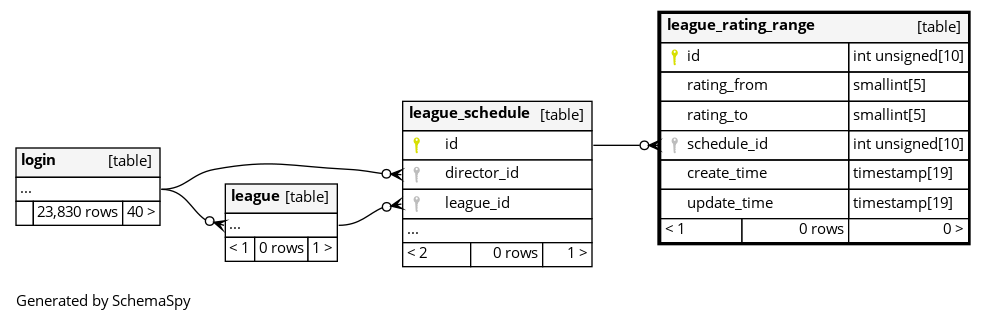 league_rating_range [table]
id int unsigned[10]
rating_from smallint[5]
rating_to smallint[5]
schedule_id int unsigned[10]
create_time timestamp[19]
update_time timestamp[19]
< 1 0 rows 0 >
league_schedule [table]
id
director_id
league_id
...
< 2 0 rows 1 >
login [table]
...
23,830 rows 40 >
league [table]
...
< 1 0 rows 1 >
Generated by SchemaSpy